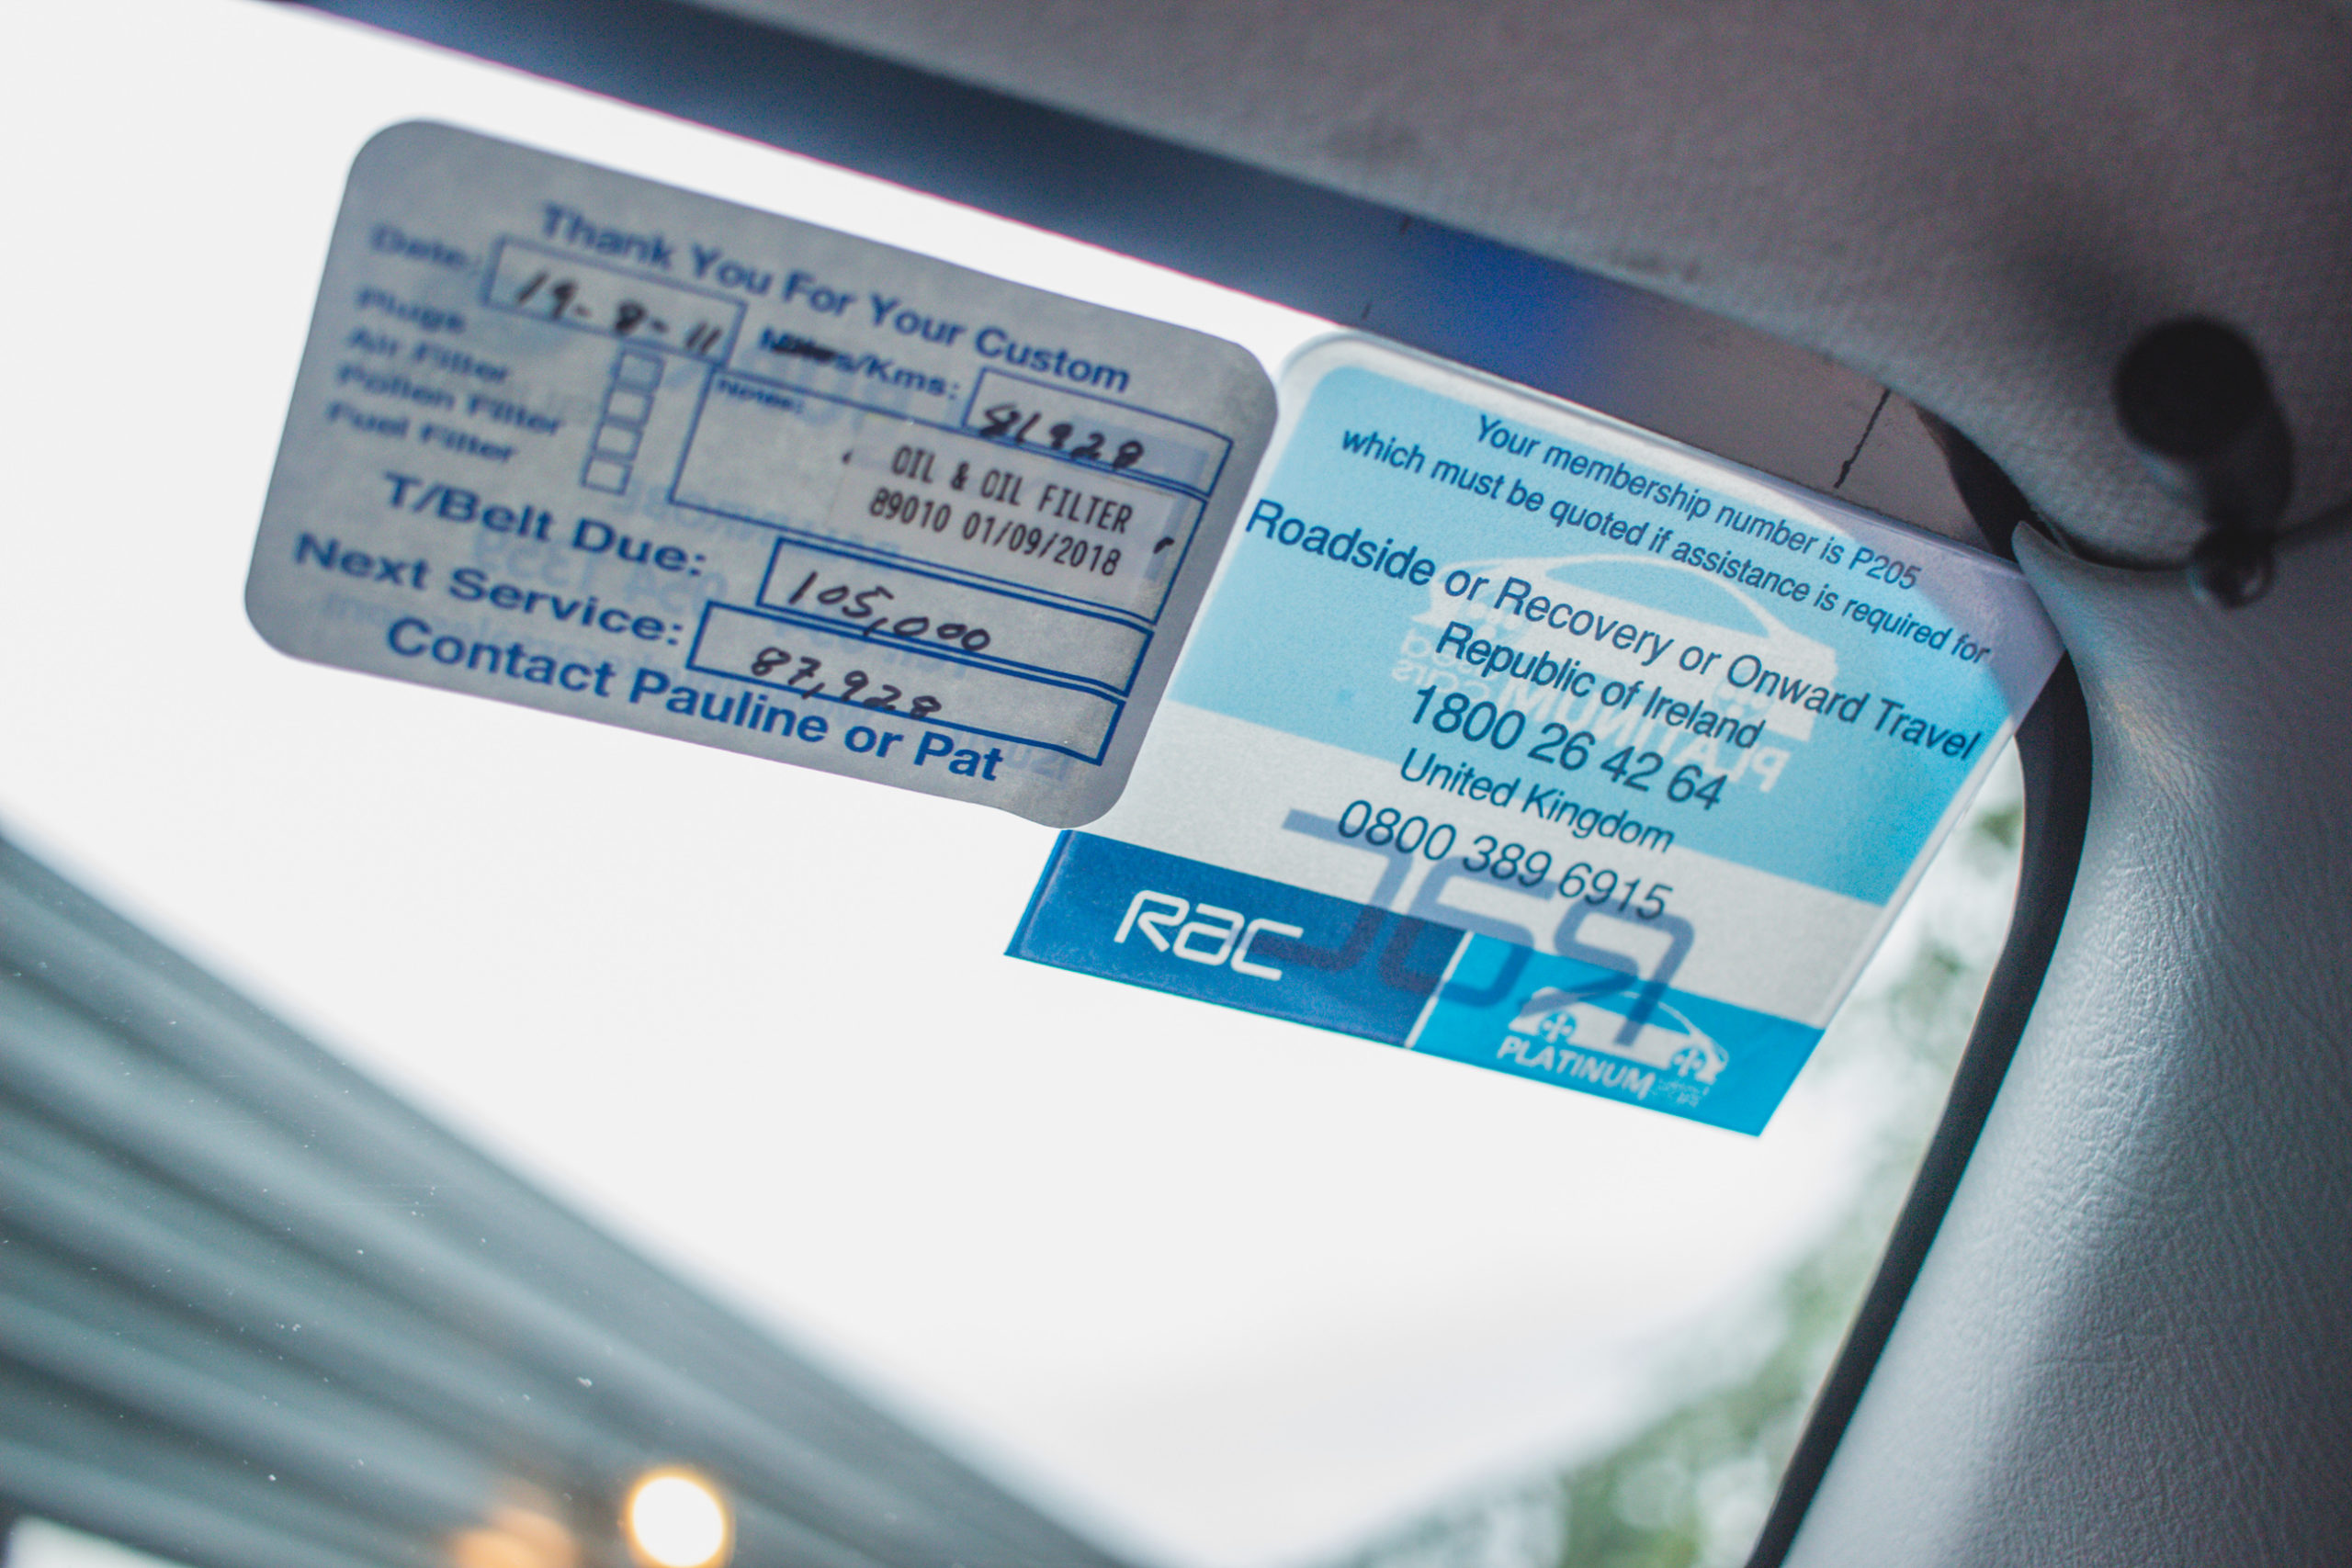 Thank You For Your Custom
Date: 19-8-11 /Kms: 81928
Plugs
Air Filter
Pollen Filter
Fuel Filter
Notes:
OIL & OIL FILTER
89010 01/09/2018
T/Belt Due: 105,000
Next Service: 87,928
Contact Pauline or Pat
Your membership number is P205
which must be quoted if assistance is required for
Roadside or Recovery or Onward Travel
Republic of Ireland
1800 26 42 64
United Kingdom
0800 389 6915
RAC
PLATINUM